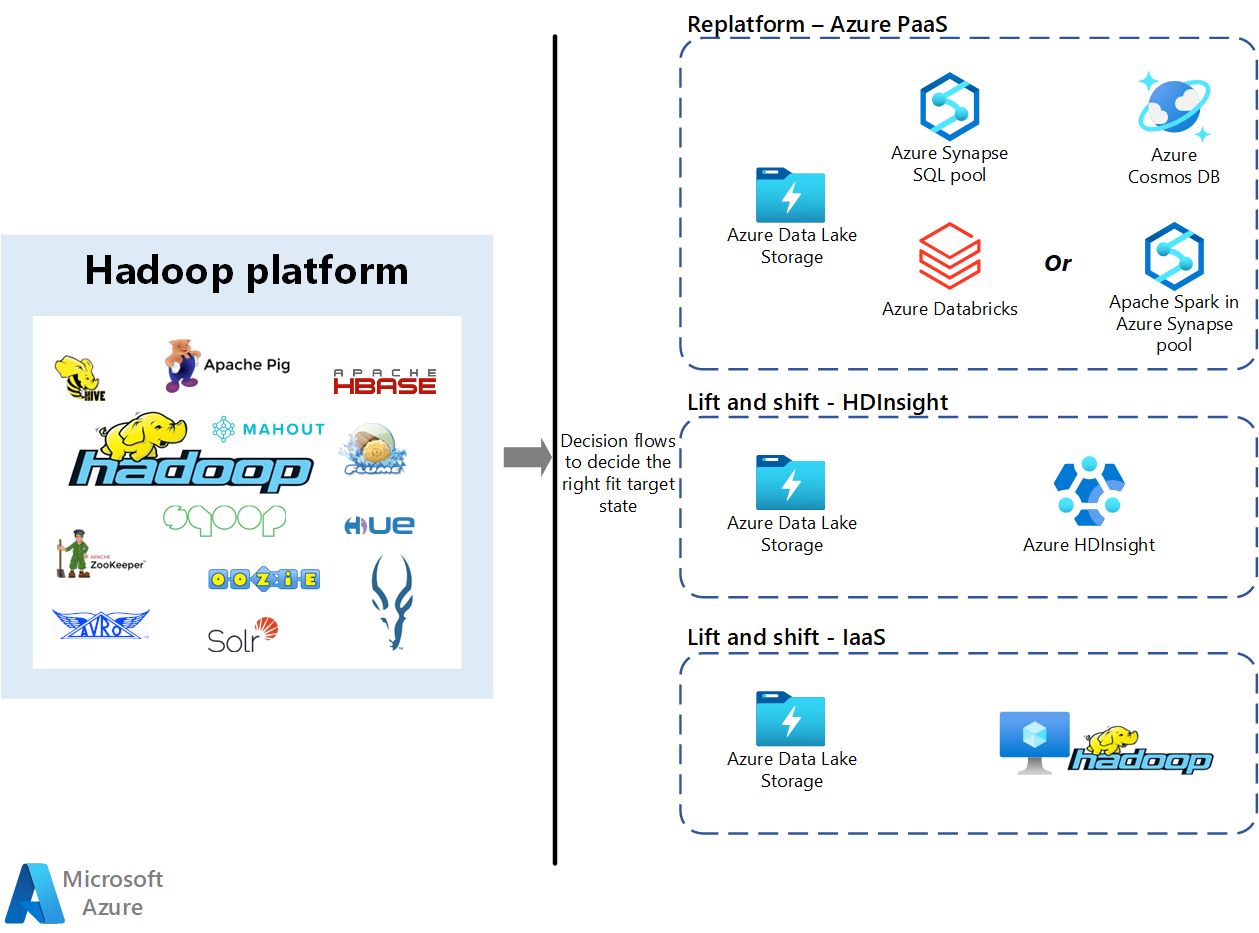 Replatform – Azure PaaS
Azure Synapse
SQL pool
Azure
Cosmos DB
Azure Data Lake
Storage
Azure Databricks
Or
Apache Spark in
Azure Synapse
pool
Hadoop platform
HIVE
Apache Pig
APACHE
HBASE
hadoop
MAHOUT
FLUME
sqoop
HUE
APACHE
ZooKeeper™
OOZIE
AVRO
Solr
Decision flows
to decide the
right fit target
state
Lift and shift - HDInsight
Azure Data Lake
Storage
Azure HDInsight
Lift and shift - IaaS
Azure Data Lake
Storage
hadoop
Microsoft
Azure